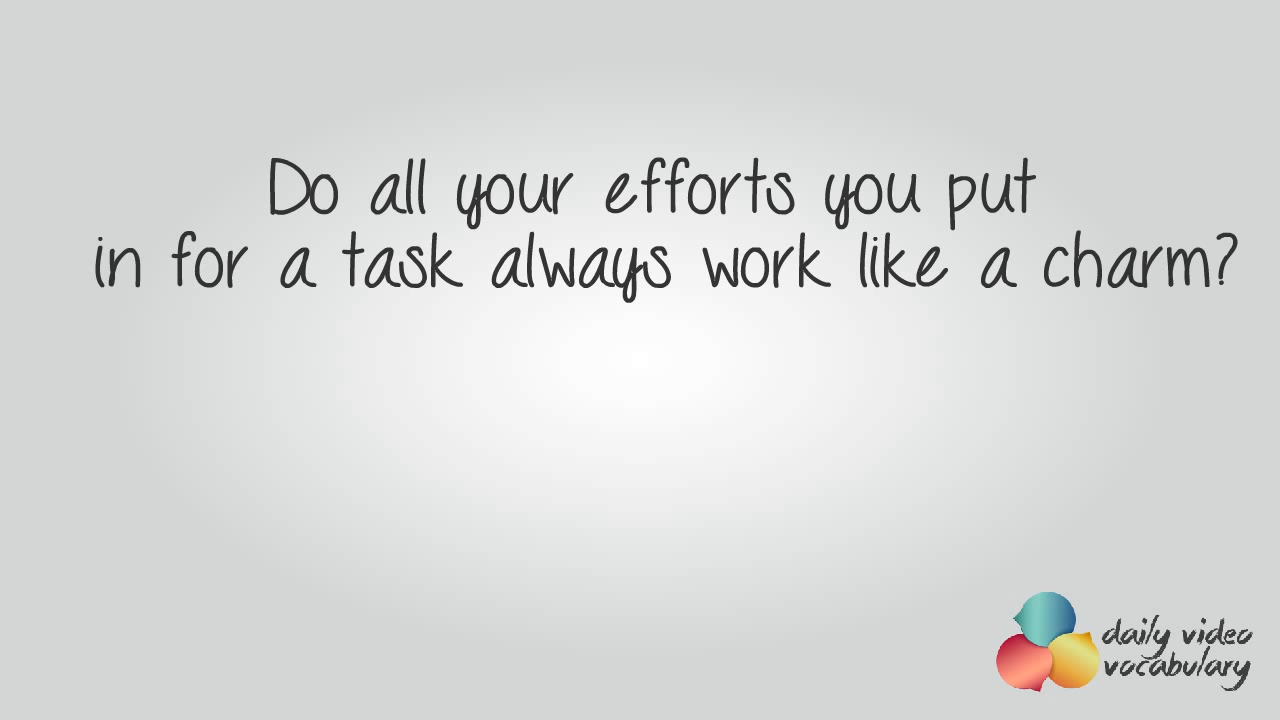 Do all your efforts you put
in for a task always work like a charm?
daily video
vocabulary